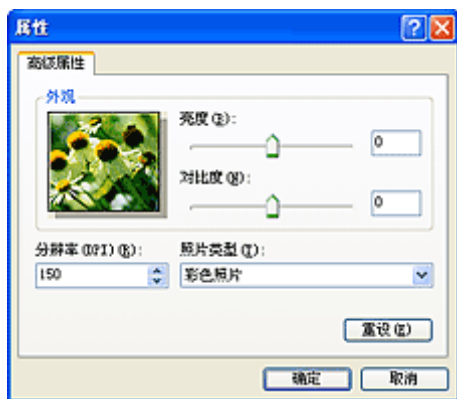 属性
高级属性
外观
亮度(B):
0
对比度(N):
0
分辨率(DPI)(R):
照片类型(T):
150
彩色照片
重设(E)
确定
取消